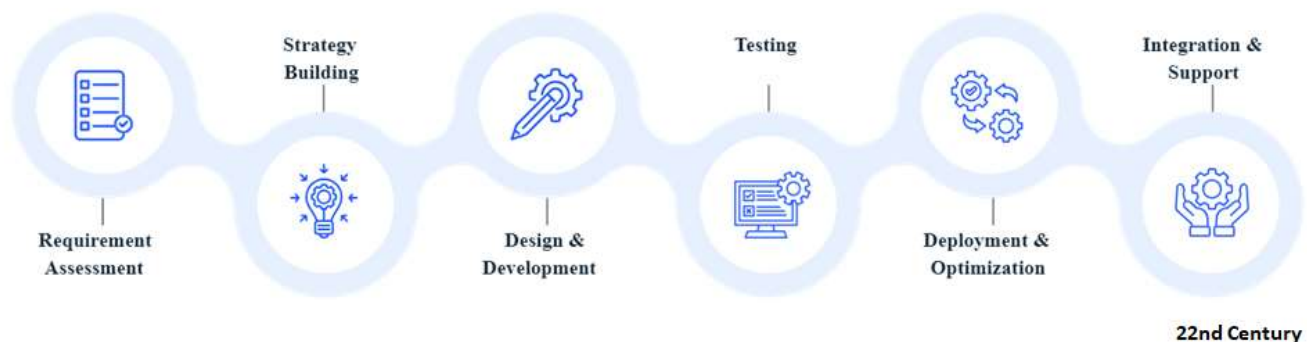 Requirement
Assessment
Strategy
Building
Design &
Development
Testing
Deployment &
Optimization
Integration &
Support
22nd Century